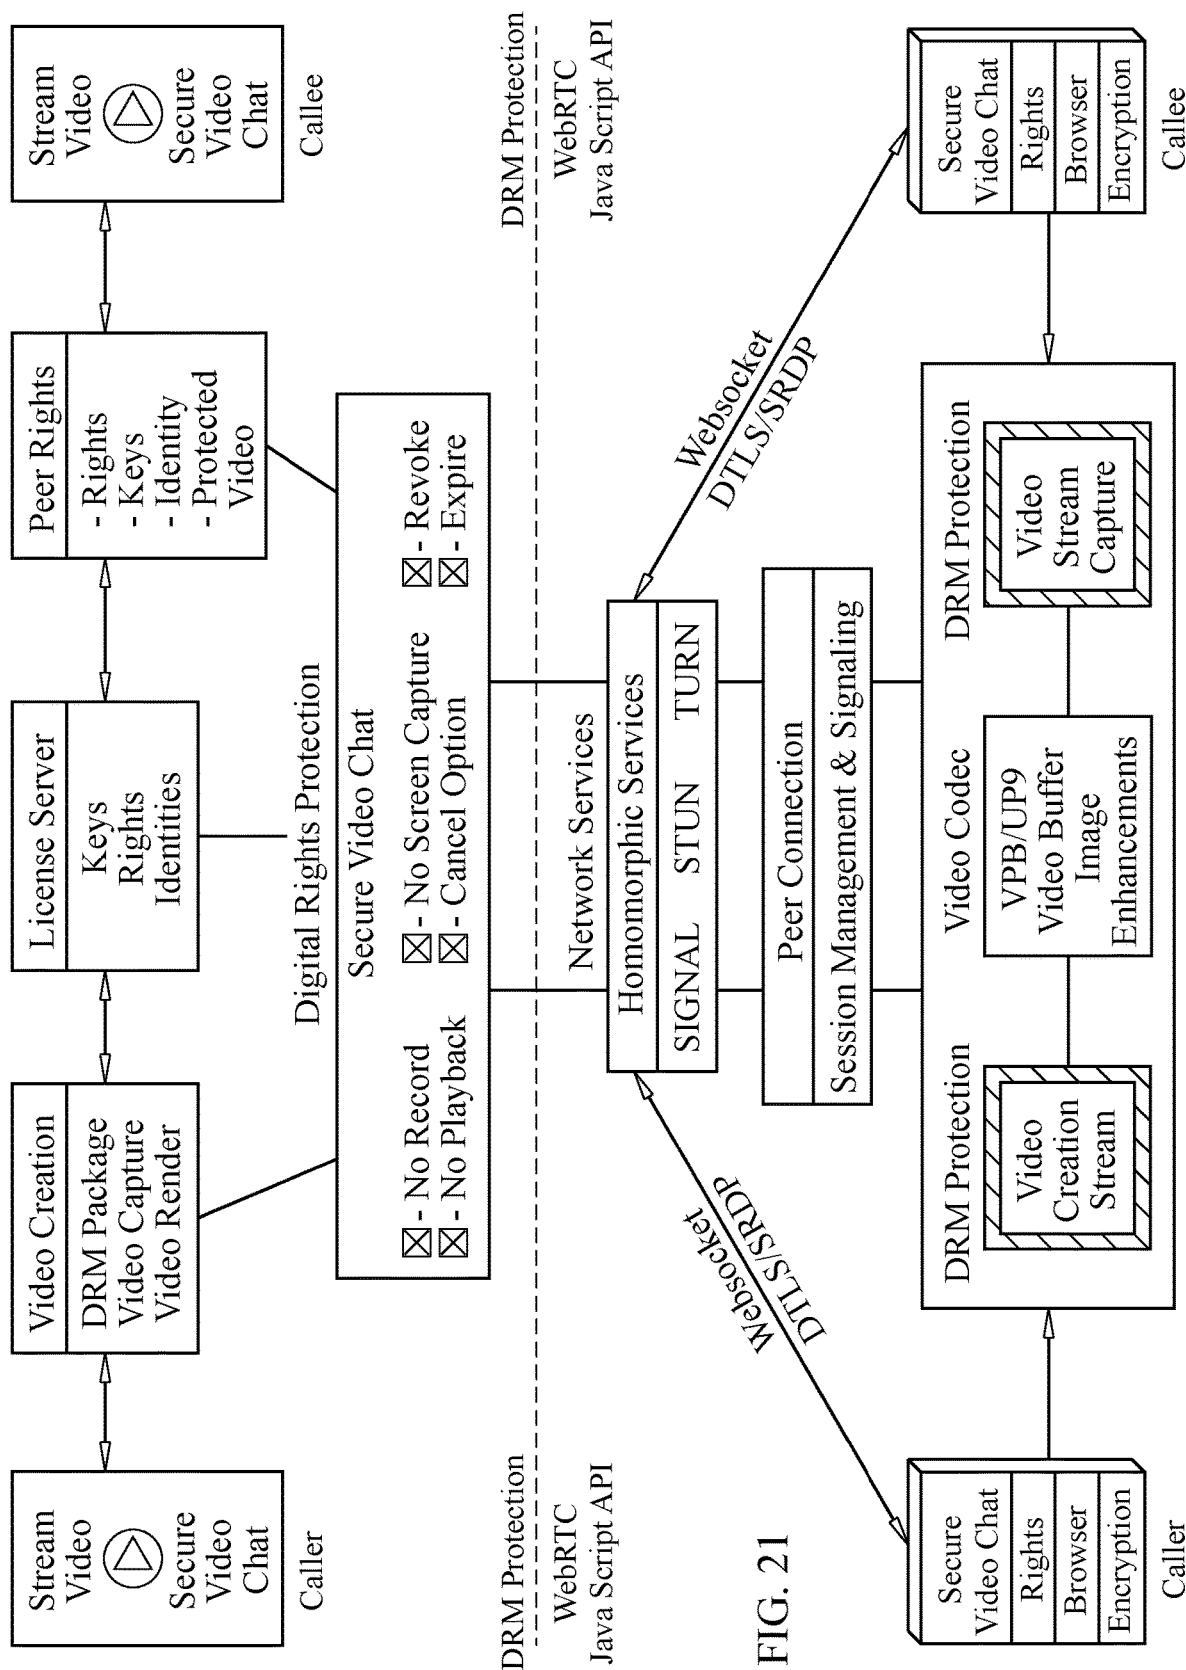 Stream
Video
Secure
Video
Chat
Caller
Video Creation
DRM Package
Video Capture
Video Render
License Server
Keys
Rights
Identities
Peer Rights
- Rights
- Keys
- Identity
- Protected
Video
Stream
Video
Secure
Video
Chat
Callee
Digital Rights Protection
Secure Video Chat
- No Record
- No Playback
- No Screen Capture
- Cancel Option
- Revoke
- Expire
DRM Protection
WebRTC
Java Script API
DRM Protection
WebRTC
Java Script API
Network Services
Homomorphic Services
SIGNAL STUN TURN
Websocket
DTLS/SRDP
Websocket
DTLS/SRDP
Peer Connection
Session Management & Signaling
FIG. 21
Secure
Video Chat
Rights
Browser
Encryption
Caller
DRM Protection
Video
Creation
Stream
Video Codec
VPB/UP9
Video Buffer
Image
Enhancements
DRM Protection
Video
Stream
Capture
Secure
Video Chat
Rights
Browser
Encryption
Callee